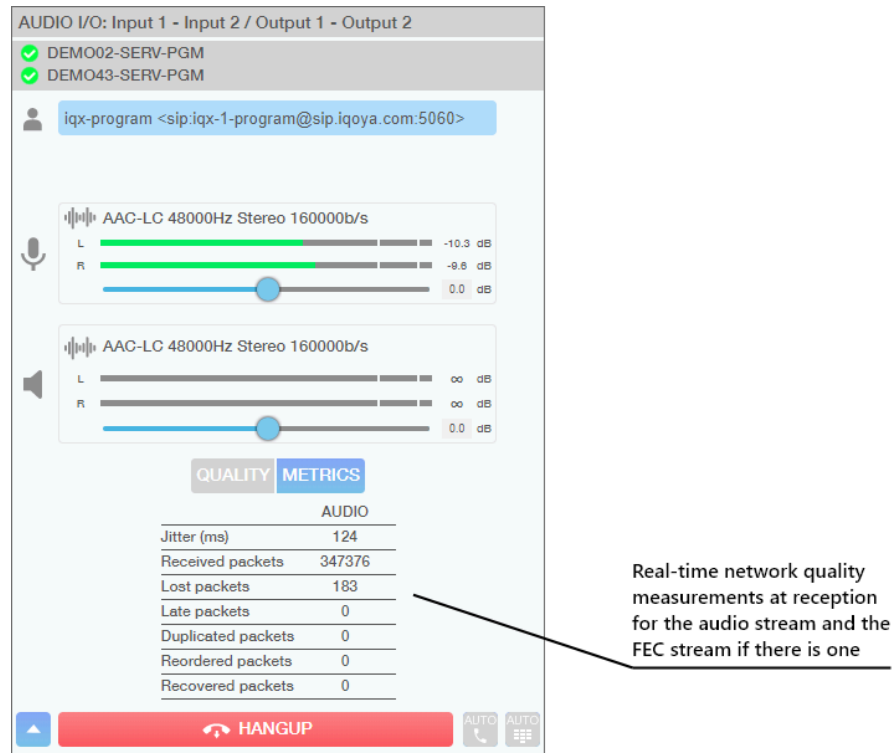 AUDIO I/O: Input 1 - Input 2 / Output 1 - Output 2
DEMO02-SERV-PGM
DEMO43-SERV-PGM
iqx-program <sip:iqx-1-program@sip.iqoya.com:5060>
AAC-LC 48000Hz Stereo 160000b/s
L -10.3 dB
R -9.6 dB
0.0 dB
AAC-LC 48000Hz Stereo 160000b/s
L ∞ dB
R ∞ dB
0.0 dB
QUALITY METRICS
AUDIO
Jitter (ms) 124
Received packets 347376
Lost packets 183
Late packets 0
Duplicated packets 0
Reordered packets 0
Recovered packets 0
Real-time network quality
measurements at reception
for the audio stream and the
FEC stream if there is one
HANGUP
AUTO AUTO